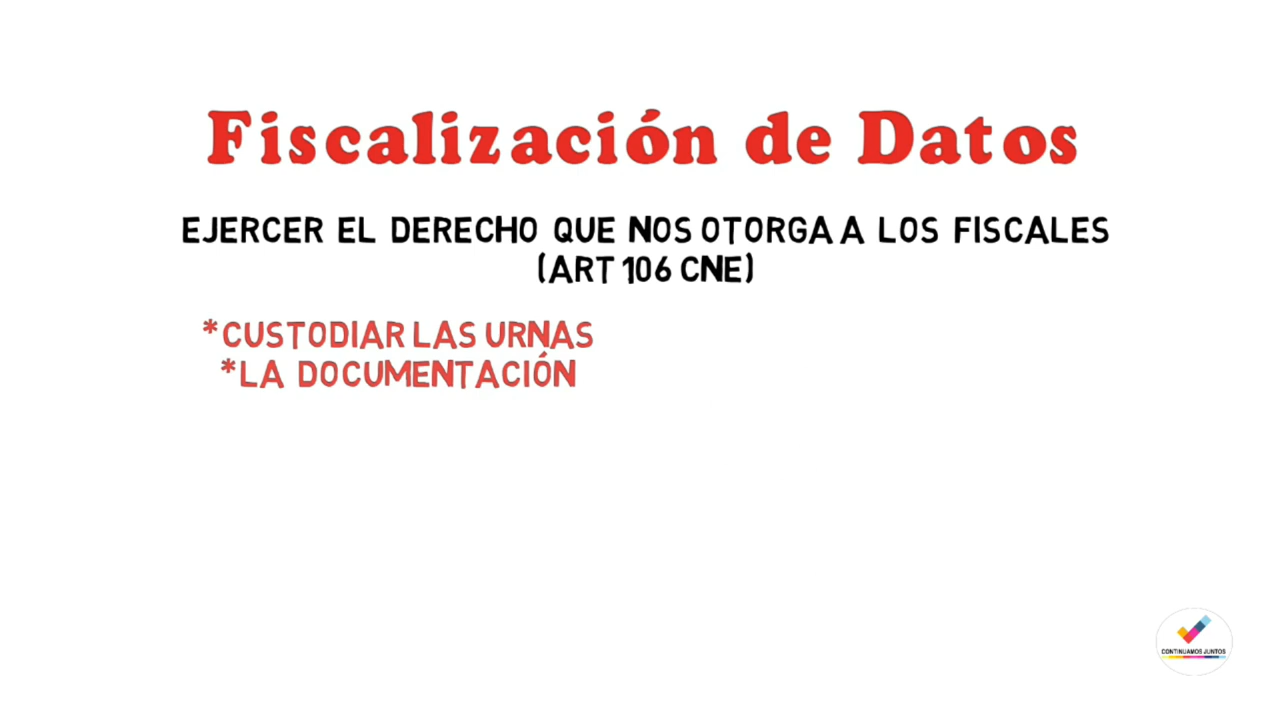 Fiscalización de Datos
EJERCER EL DERECHO QUE NOS OTORGA A LOS FISCALES
(ART 106 CNE)
*CUSTODIAR LAS URNAS
*LA DOCUMENTACIÓN
CONTINUAMOS JUNTOS